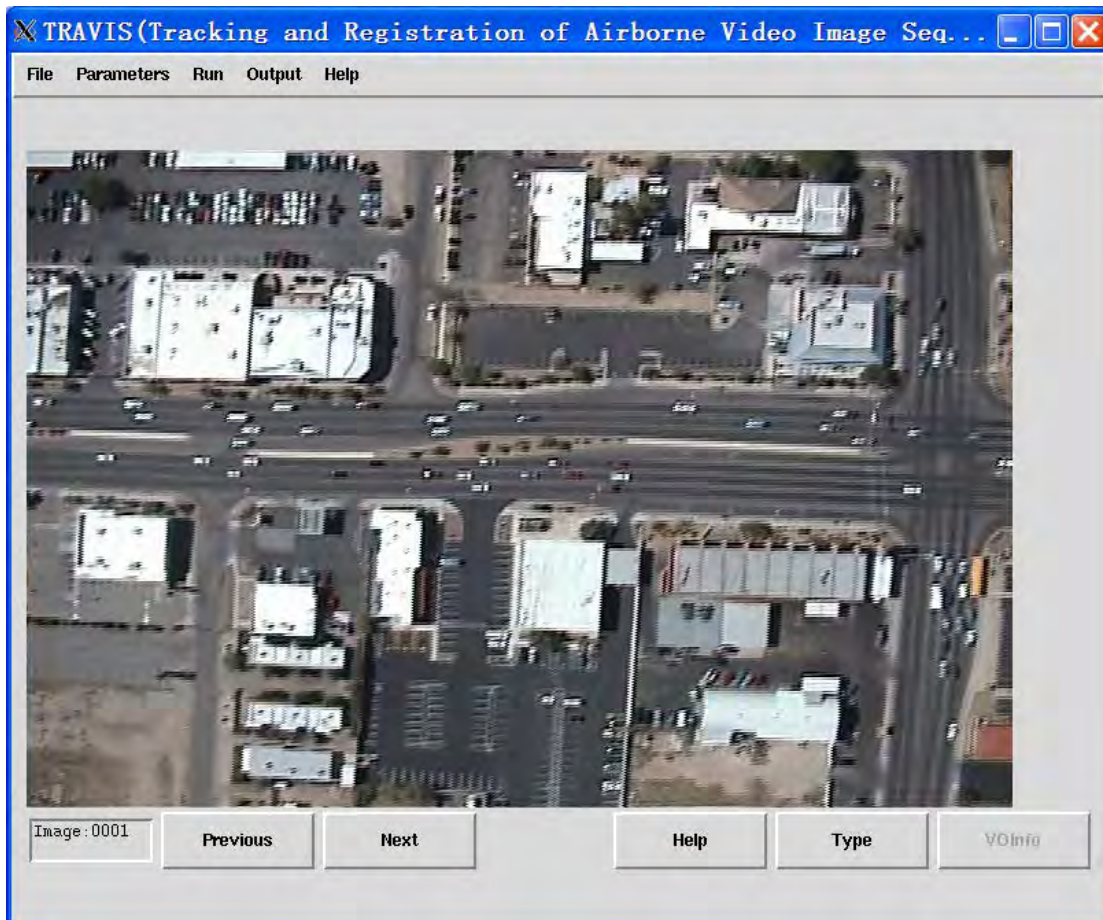 TRAVIS(Tracking and Registration of Airborne Video Image Seq...
File Parameters Run Output Help
Image:0001
Previous
Next
Help
Type
VOInfo